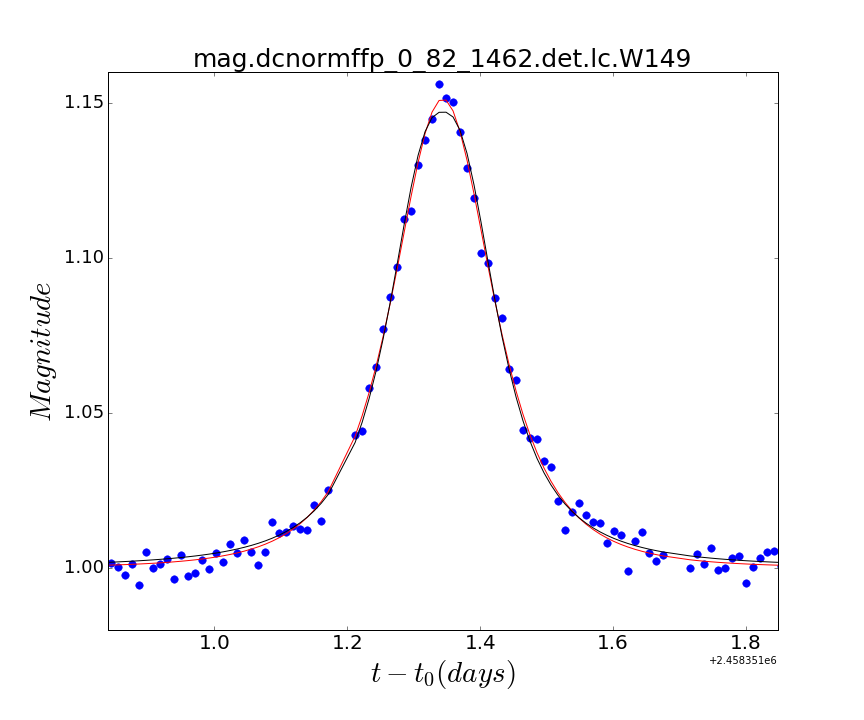 mag.dcnormffp_0_82_1462.det.lc.W149
Magnitude
1.15
1.10
1.05
1.00
1.0 1.2 1.4 1.6 1.8
+2.458351e6
t − t₀(days)